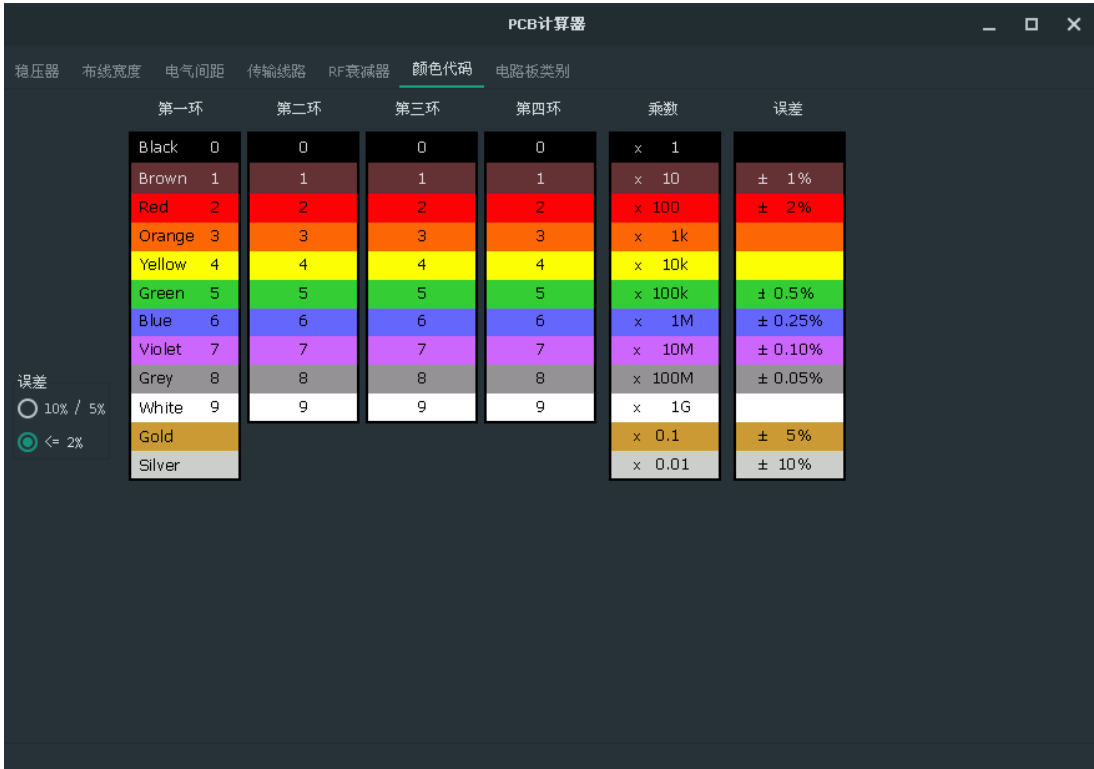 PCB计算器
稳压器 布线宽度 电气间距 传输线路 RF衰减器 颜色代码 电路板类别
第一环 第二环 第三环 第四环 乘数 误差
Black 0 0 0 0 x 1
Brown 1 1 1 1 x 10 ± 1%
Red 2 2 2 2 x 100 ± 2%
Orange 3 3 3 3 x 1k
Yellow 4 4 4 4 x 10k
Green 5 5 5 5 x 100k ± 0.5%
Blue 6 6 6 6 x 1M ± 0.25%
Violet 7 7 7 7 x 10M ± 0.10%
Grey 8 8 8 8 x 100M ± 0.05%
White 9 9 9 9 x 1G
Gold x 0.1 ± 5%
Silver x 0.01 ± 10%
误差
10% / 5%
<= 2%